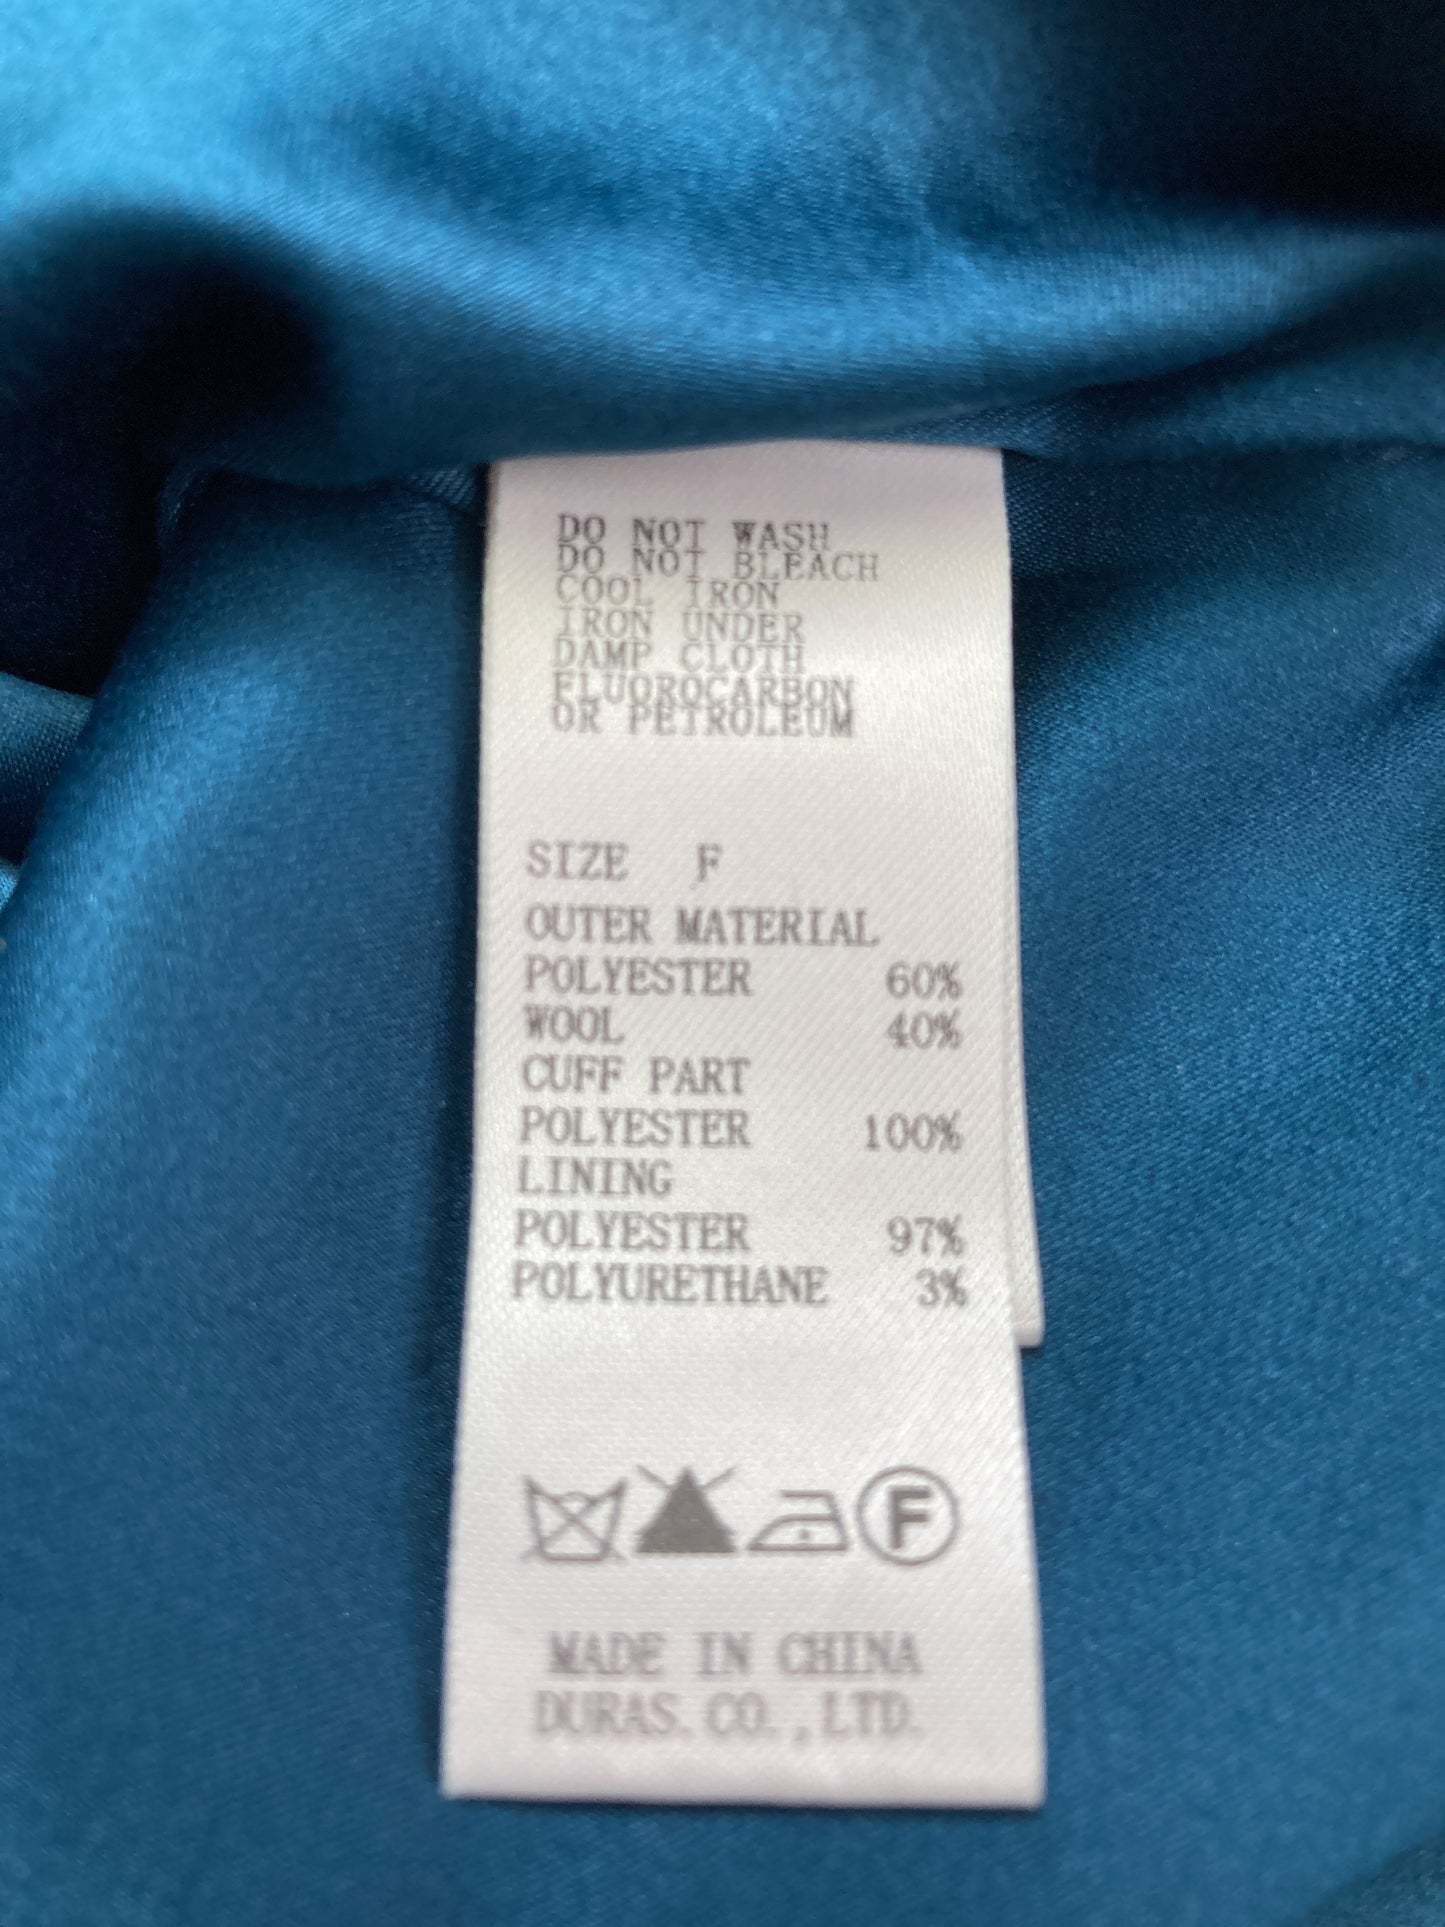 DO NOT WASH
DO NOT BLEACH
COOL IRON
IRON UNDER
DAMP CLOTH
FLUOROCARBON
OR PETROLEUM
SIZE F
OUTER MATERIAL
POLYESTER 60%
WOOL 40%
CUFF PART
POLYESTER 100%
LINING
POLYESTER 97%
POLYURETHANE 3%
F
MADE IN CHINA
DURAS. CO., LTD.